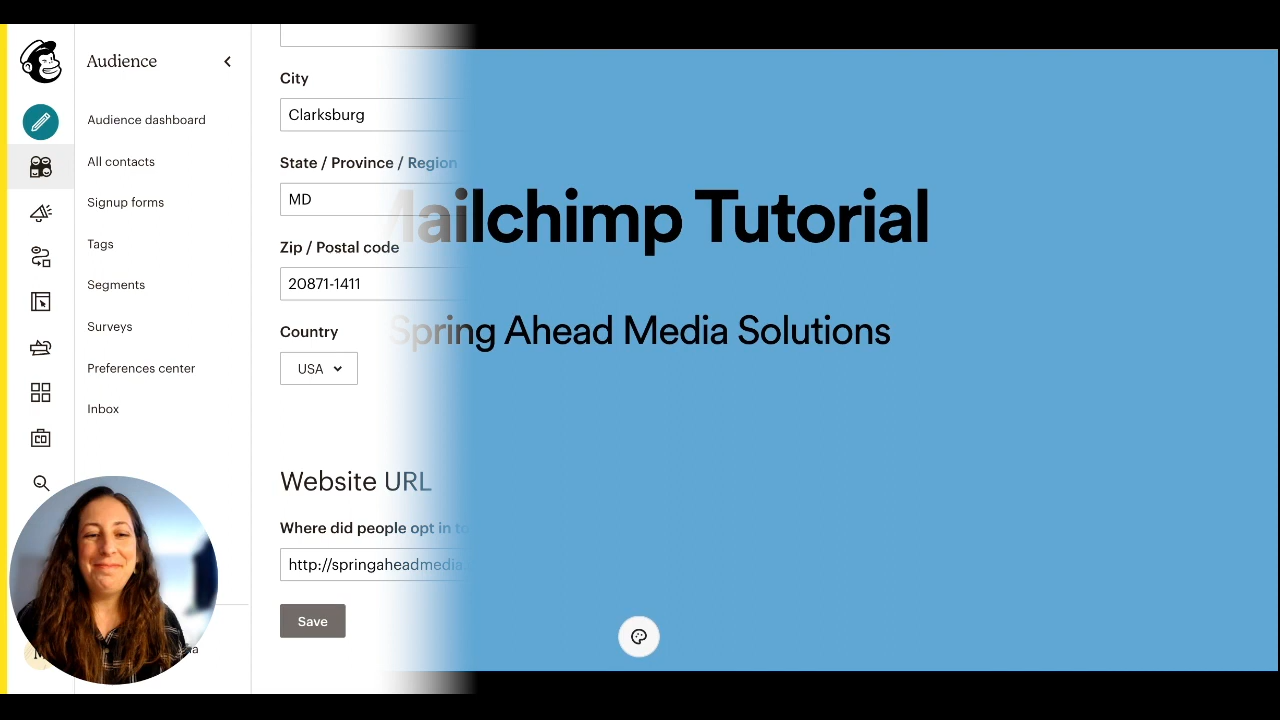 Audience
Audience dashboard
All contacts
Signup forms
Tags
Segments
Surveys
Preferences center
Inbox
City
Clarksburg
State / Province / Region
MD
Zip / Postal code
20871-1411
Country
USA
Website URL
Where did people opt in to
http://springaheadmedia.
Save
Mailchimp Tutorial
Spring Ahead Media Solutions